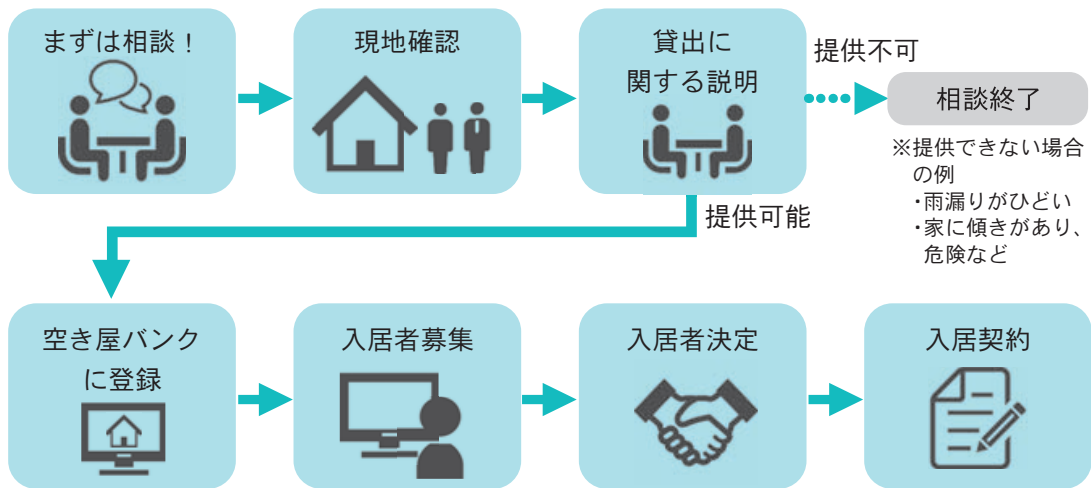 まずは相談！
現地確認
貸出に
関する説明
提供不可
相談終了
※提供できない場合
の例
・雨漏りがひどい
・家に傾きがあり、
危険など
提供可能
空き屋バンク
に登録
入居者募集
入居者決定
入居契約